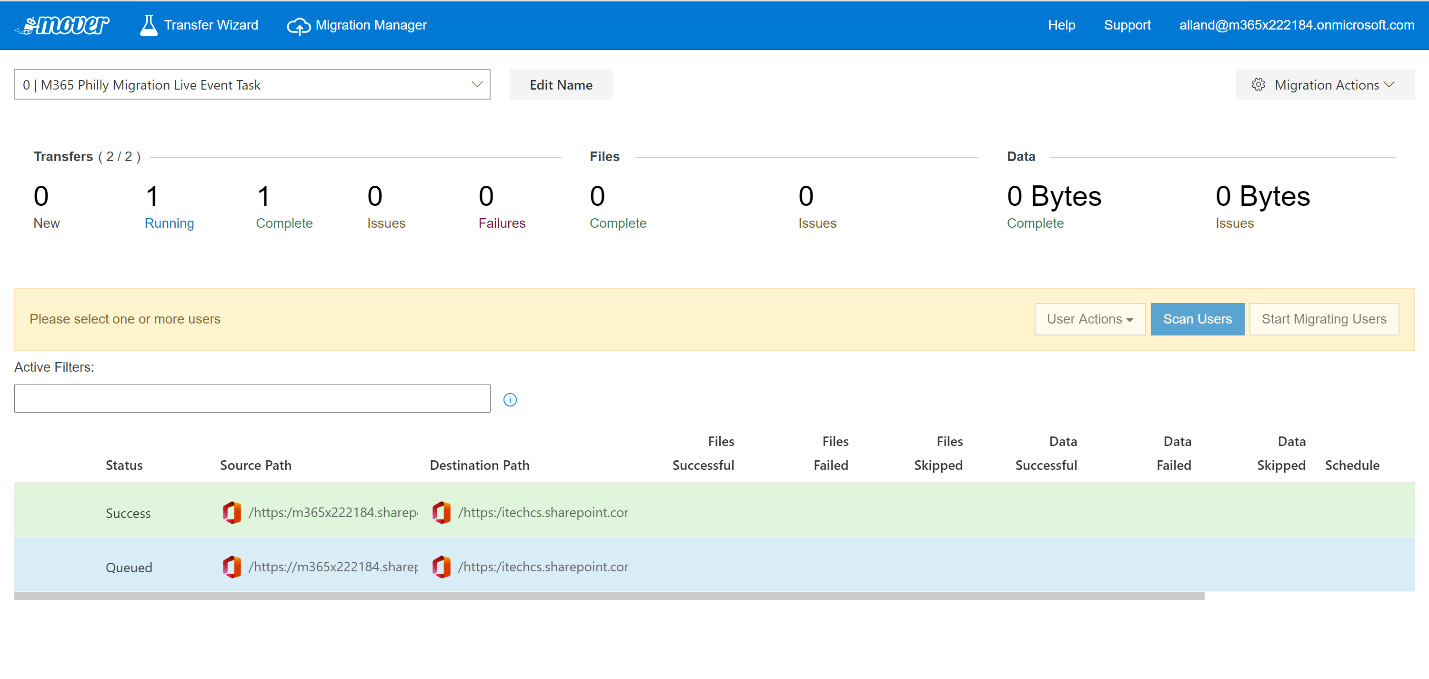 mover Transfer Wizard Migration Manager Help Support alland@m365x222184.onmicrosoft.com
0 | M365 Philly Migration Live Event Task Edit Name Migration Actions
Transfers ( 2 / 2 ) Files Data
0 1 1 0 0 0 0 0 Bytes 0 Bytes
New Running Complete Issues Failures Complete Issues Complete Issues
Please select one or more users User Actions Scan Users Start Migrating Users
Active Filters:
Files Files Files Data Data Data
Status Source Path Destination Path Successful Failed Skipped Successful Failed Skipped Schedule
Success /https:/m365x222184.sharep /https:/itechcs.sharepoint.cor
Queued /https://m365x222184.sharep /https:/itechcs.sharepoint.cor